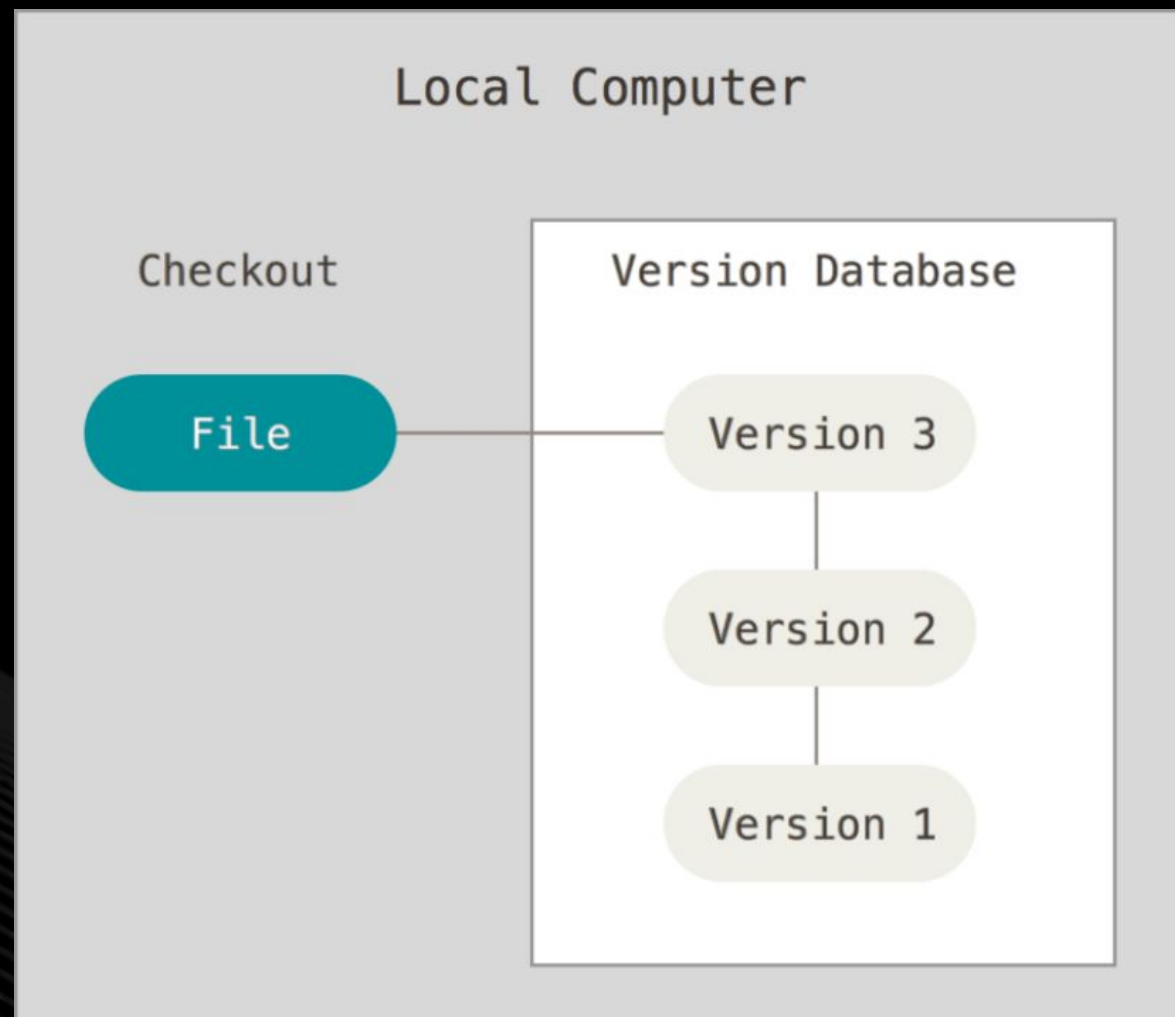 Local Computer
Checkout
Version Database
File
Version 3
Version 2
Version 1